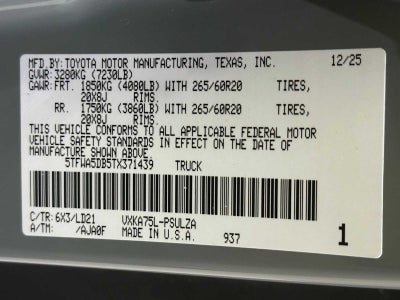 MFD.BY:TOYOTA MOTOR MANUFACTURING, TEXAS, INC. 12/25
GVWR:3280KG (7230LB)
GAWR:FRT. 1850KG (4080LB) WITH 265/60R20 TIRES,
20X8J RIMS.
RR. 1750KG (3860LB) WITH 265/60R20 TIRES,
20X8J RIMS.
THIS VEHICLE CONFORMS TO ALL APPLICABLE FEDERAL MOTOR
VEHICLE SAFETY STANDARDS IN EFFECT ON THE DATE OF
MANUFACTURE SHOWN ABOVE.
5TFWA5DB5TX371439 TRUCK
C/TR: 6X3/LD21 VXKA75L-PSULZA
A/TM: /AJA0F MADE IN U.S.A. 937 1